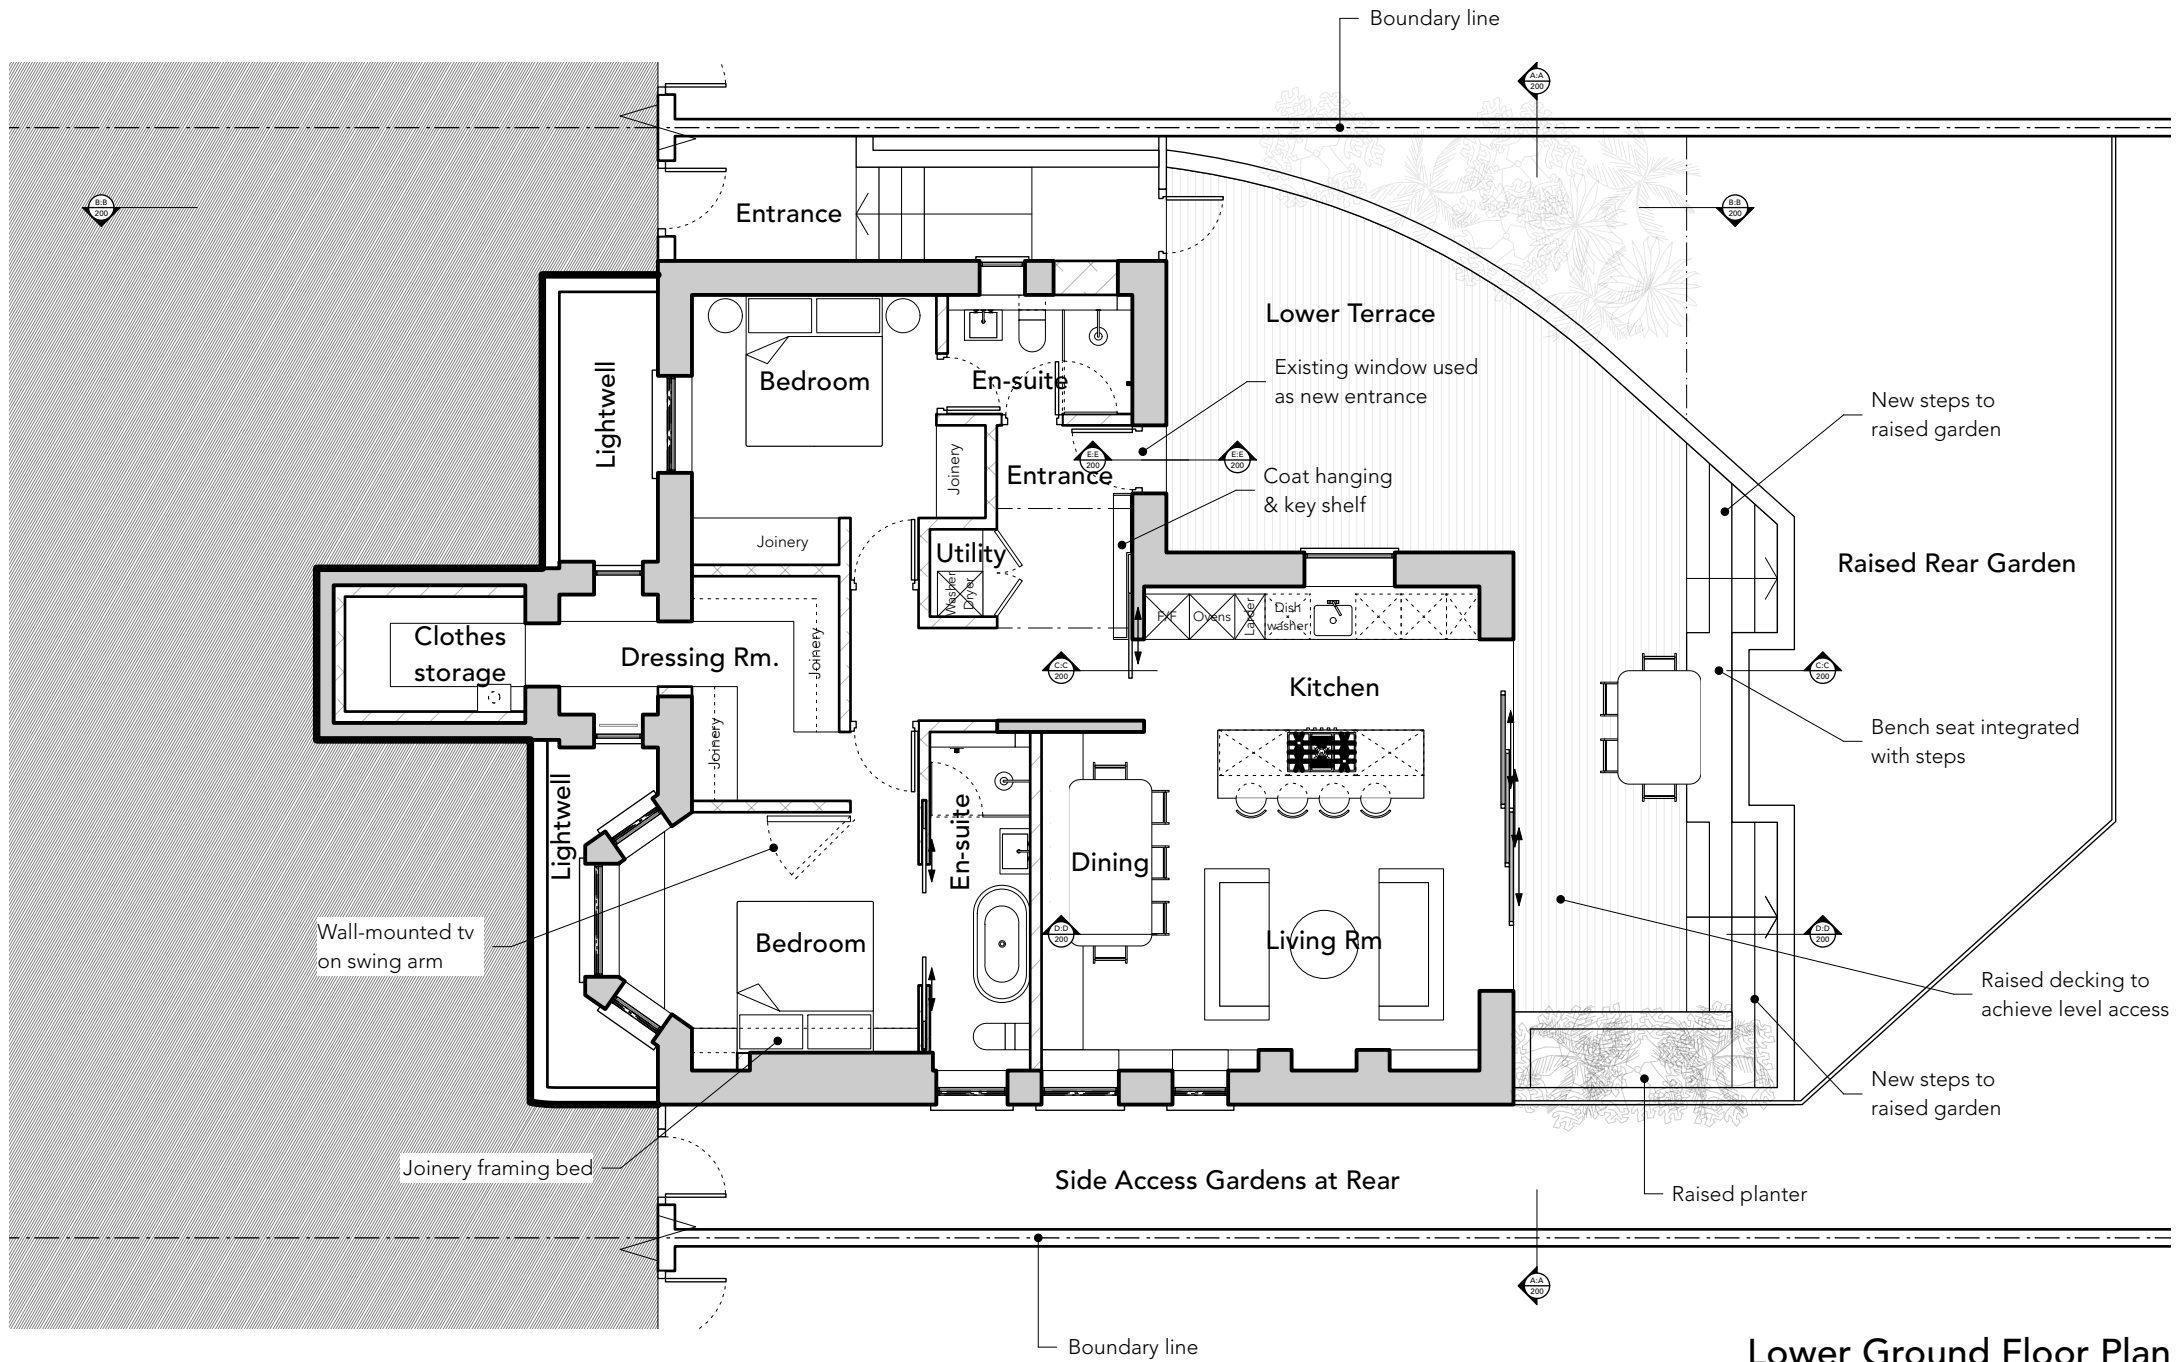 Boundary line
A:A
200
B:B
200
B:B
200
Entrance
Lower Terrace
Existing window used
as new entrance
Bedroom
En-suite
Lightwell
New steps to
raised garden
E:E
200
E:E
200
Joinery
Entrance
Coat hanging
& key shelf
Joinery
Utility
Washer
Dryer
Raised Rear Garden
F/F
Ovens
Larder
Dish
washer
Clothes
storage
Dressing Rm.
Joinery
C:C
200
C:C
200
Kitchen
Joinery
Bench seat integrated
with steps
Lightwell
En-suite
Dining
Wall-mounted tv
on swing arm
Bedroom
D:D
200
Living Rm
D:D
200
Raised decking to
achieve level access
New steps to
raised garden
Joinery framing bed
Side Access Gardens at Rear
Raised planter
A:A
200
Boundary line
Lower Ground Floor Plan